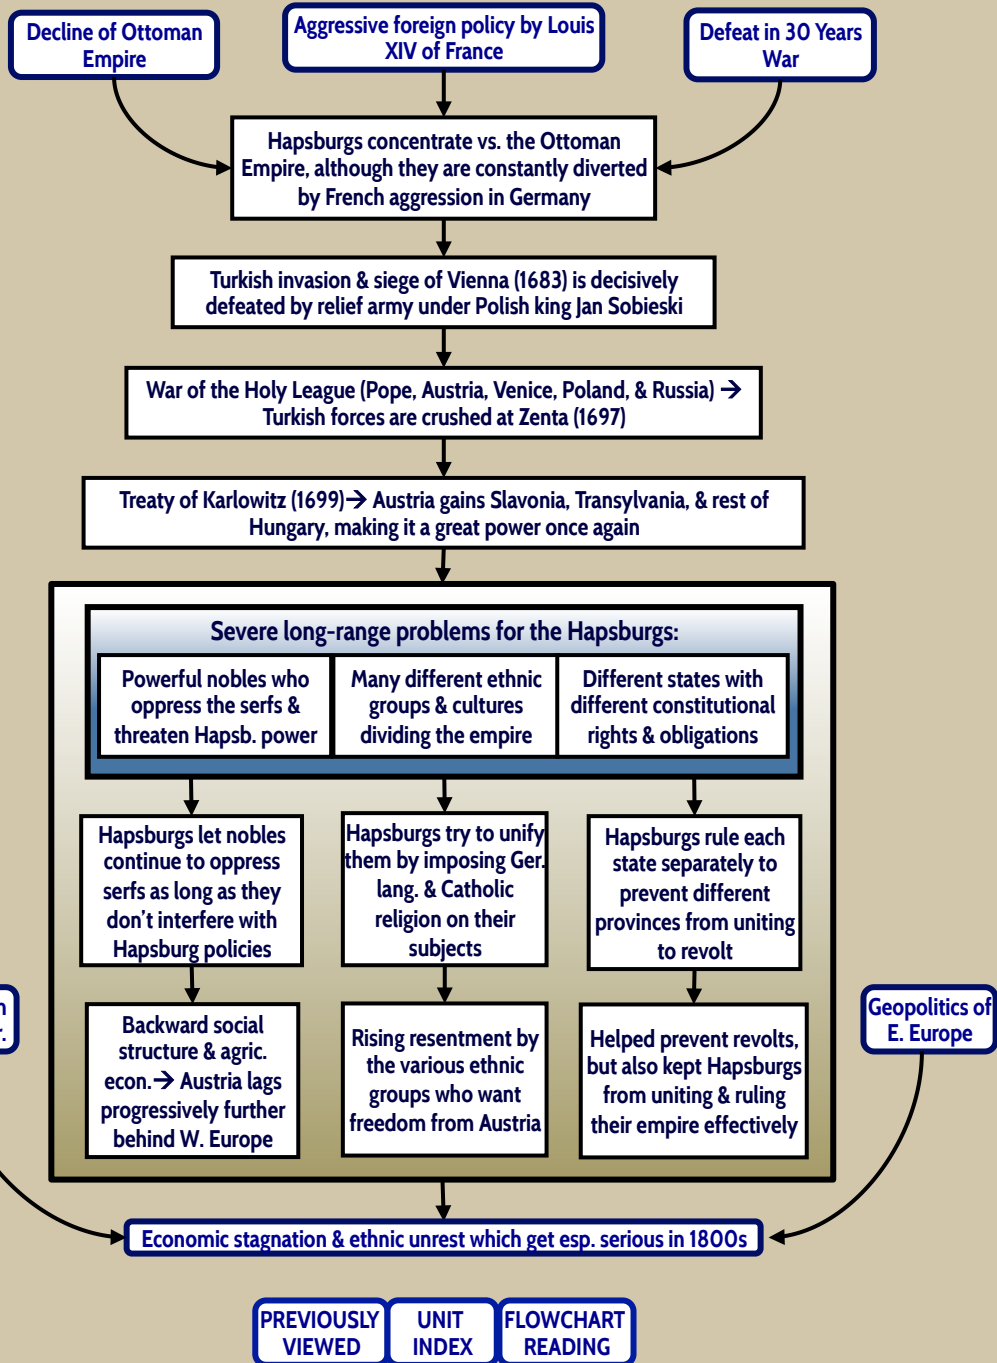 Decline of Ottoman
Empire
Aggressive foreign policy by Louis
XIV of France
Defeat in 30 Years
War
Hapsburgs concentrate vs. the Ottoman
Empire, although they are constantly diverted
by French aggression in Germany
Turkish invasion & siege of Vienna (1683) is decisively
defeated by relief army under Polish king Jan Sobieski
War of the Holy League (Pope, Austria, Venice, Poland, & Russia) →
Turkish forces are crushed at Zenta (1697)
Treaty of Karlowitz (1699)→ Austria gains Slavonia, Transylvania, & rest of
Hungary, making it a great power once again
Severe long-range problems for the Hapsburgs:
Powerful nobles who
oppress the serfs &
threaten Hapsb. power
Many different ethnic
groups & cultures
dividing the empire
Different states with
different constitutional
rights & obligations
Hapsburgs let nobles
continue to oppress
serfs as long as they
don't interfere with
Hapsburg policies
Hapsburgs try to unify
them by imposing Ger.
lang. & Catholic
religion on their
subjects
Hapsburgs rule each
state separately to
prevent different
provinces from uniting
to revolt
Backward social
structure & agric.
econ.→ Austria lags
progressively further
behind W. Europe
Rising resentment by
the various ethnic
groups who want
freedom from Austria
Helped prevent revolts,
but also kept Hapsburgs
from uniting & ruling
their empire effectively
Geopolitics of
E. Europe
Economic stagnation & ethnic unrest which get esp. serious in 1800s
PREVIOUSLY
VIEWED
UNIT
INDEX
FLOWCHART
READING